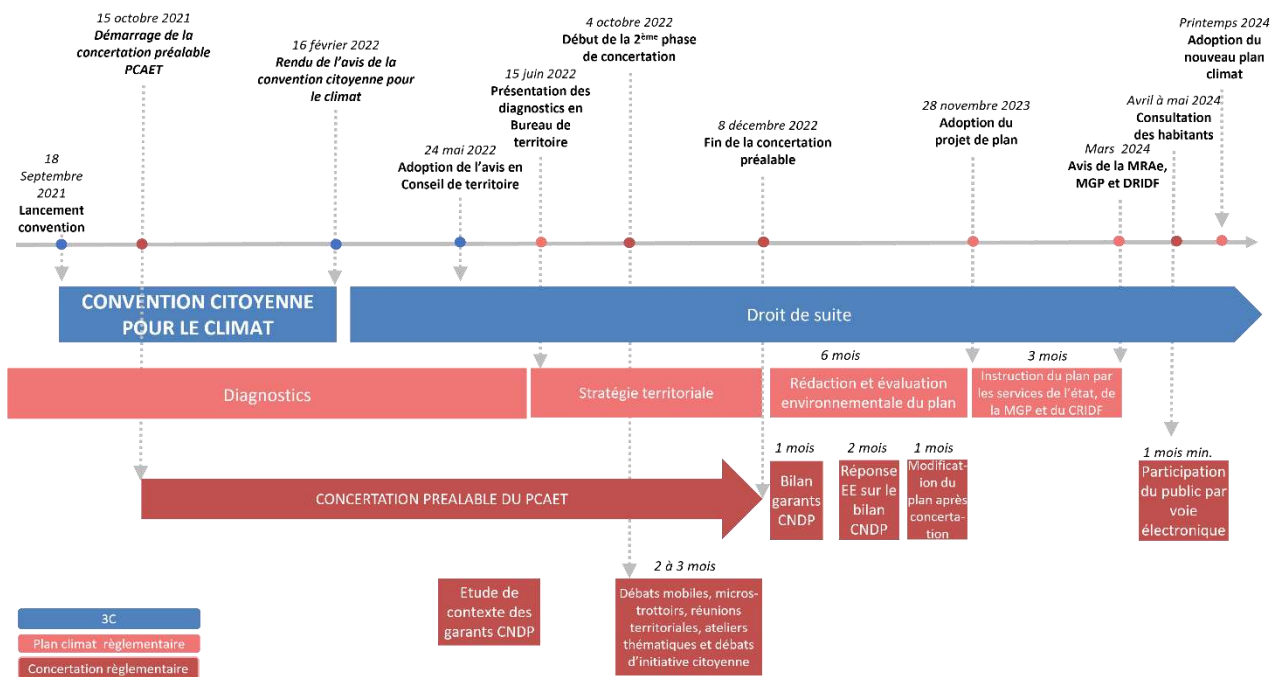 15 octobre 2021
Démarrage de la
concertation préalable
PCAET
16 février 2022
Rendu de l'avis de la
convention citoyenne pour
le climat
4 octobre 2022
Début de la 2ème phase
de concertation
Printemps 2024
Adoption du
nouveau plan
climat
15 juin 2022
Présentation des
diagnostics en
Bureau de
territoire
8 décembre 2022
Fin de la concertation
préalable
28 novembre 2023
Adoption du
projet de plan
Avril à mai 2024
Consultation
des habitants
Mars 2024
Avis de la MRAe,
MGP et DRIDF
24 mai 2022
Adoption de l'avis en
Conseil de territoire
18
Septembre
2021
Lancement
convention
CONVENTION CITOYENNE
POUR LE CLIMAT
Droit de suite
6 mois
3 mois
Diagnostics
Stratégie territoriale
Rédaction et évaluation
environnementale du plan
Instruction du plan par
les services de l'état, de
la MGP et du CRIDF
CONCERTATION PREALABLE DU PCAET
1 mois
Bilan
garants
CNDP
2 mois
Réponse
EE sur le
bilan
CNDP
1 mois
Modificat-
ion du
plan après
concerta-
tion
1 mois min.
Participation
du public par
voie
électronique
Etude de
contexte des
garants CNDP
2 à 3 mois
Débats mobiles, micros-
trottoirs, réunions
territoriales, ateliers
thématiques et débats
d'initiative citoyenne
3C
Plan climat règlementaire
Concertation règlementaire